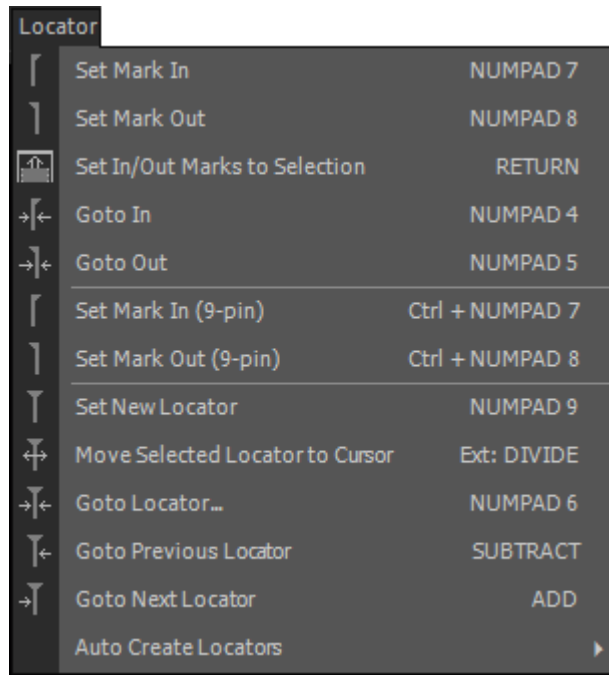 Locator
Set Mark In NUMPAD 7
Set Mark Out NUMPAD 8
Set In/Out Marks to Selection RETURN
Goto In NUMPAD 4
Goto Out NUMPAD 5
Set Mark In (9-pin) Ctrl + NUMPAD 7
Set Mark Out (9-pin) Ctrl + NUMPAD 8
Set New Locator NUMPAD 9
Move Selected Locator to Cursor Ext: DIVIDE
Goto Locator... NUMPAD 6
Goto Previous Locator SUBTRACT
Goto Next Locator ADD
Auto Create Locators